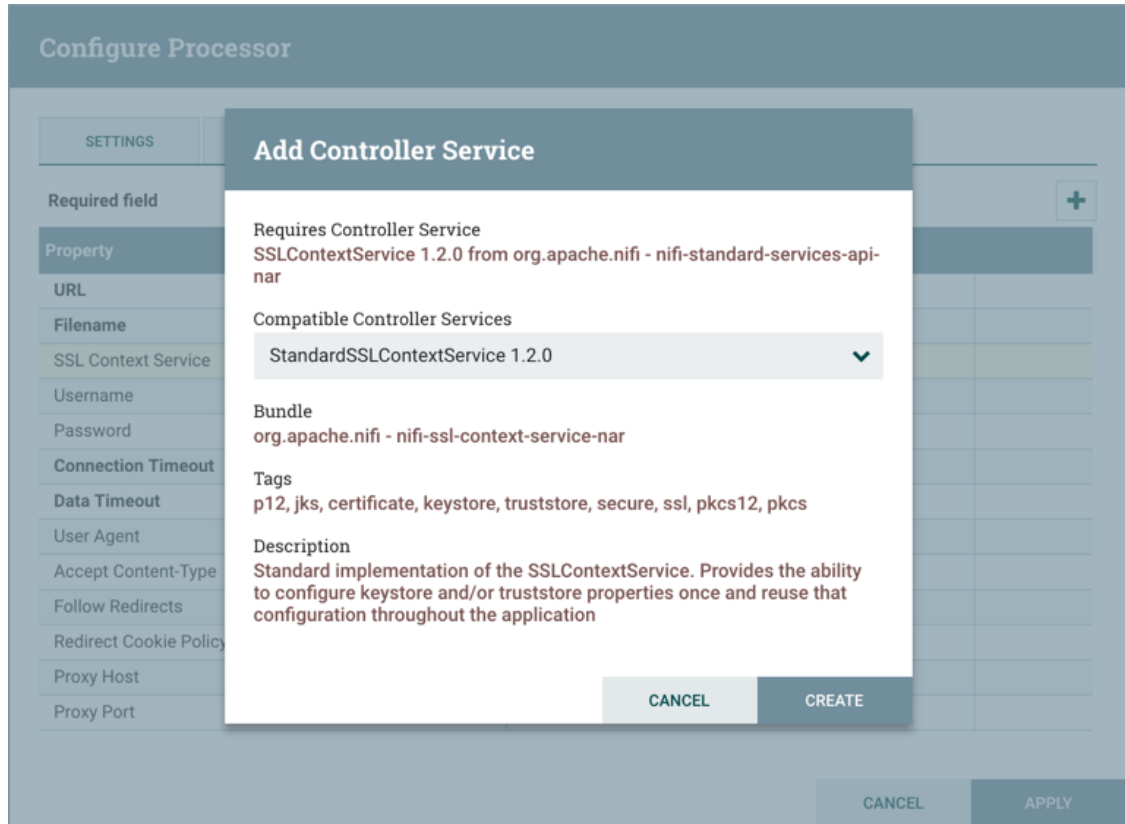 Configure Processor
SETTINGS
Required field
Property
URL
Filename
SSL Context Service
Username
Password
Connection Timeout
Data Timeout
User Agent
Accept Content-Type
Follow Redirects
Redirect Cookie Policy
Proxy Host
Proxy Port
Add Controller Service
Requires Controller Service
SSLContextService 1.2.0 from org.apache.nifi - nifi-standard-services-api-
nar
Compatible Controller Services
StandardSSLContextService 1.2.0
Bundle
org.apache.nifi - nifi-ssl-context-service-nar
Tags
p12, jks, certificate, keystore, truststore, secure, ssl, pkcs12, pkcs
Description
Standard implementation of the SSLContextService. Provides the ability
to configure keystore and/or truststore properties once and reuse that
configuration throughout the application
CANCEL
CREATE
CANCEL
APPLY